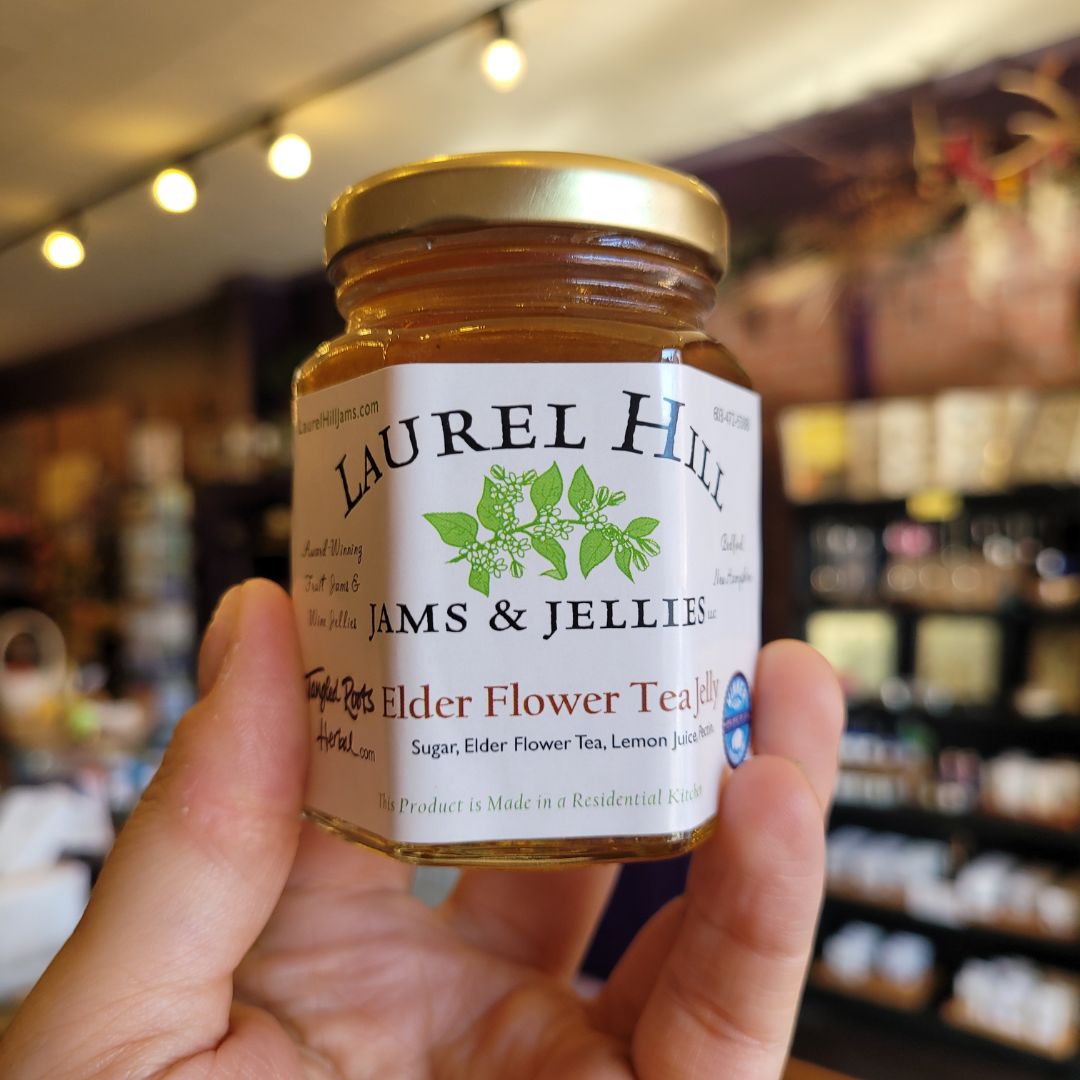 LaurelHillJams.com
LAUREL HILL
Award-Winning
Fruit Jams &
Wine Jellies
Bedford,
New Hampshire
JAMS & JELLIES LLC
Tangled Roots
Herbal.com
Elder Flower Tea Jelly
Sugar, Elder Flower Tea, Lemon Juice, Pectin
This Product is Made in a Residential Kitchen